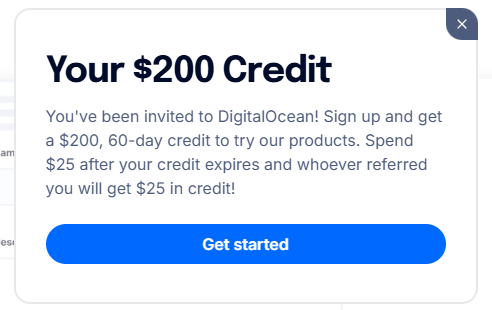 Your $200 Credit
You've been invited to DigitalOcean! Sign up and get
a $200, 60-day credit to try our products. Spend
$25 after your credit expires and whoever referred
you will get $25 in credit!
Get started